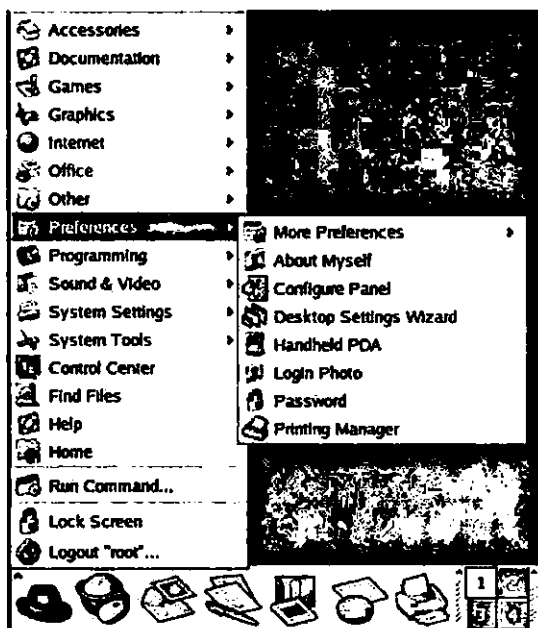 Accessories
Documentation
Games
Graphics
Internet
Office
Other
Preferences
Programming
Sound & Video
System Settings
System Tools
Control Center
Find Files
Help
Home
Run Command...
Lock Screen
Logout "root"...
More Preferences
About Myself
Configure Panel
Desktop Settings Wizard
Handheld PDA
Login Photo
Password
Printing Manager
1